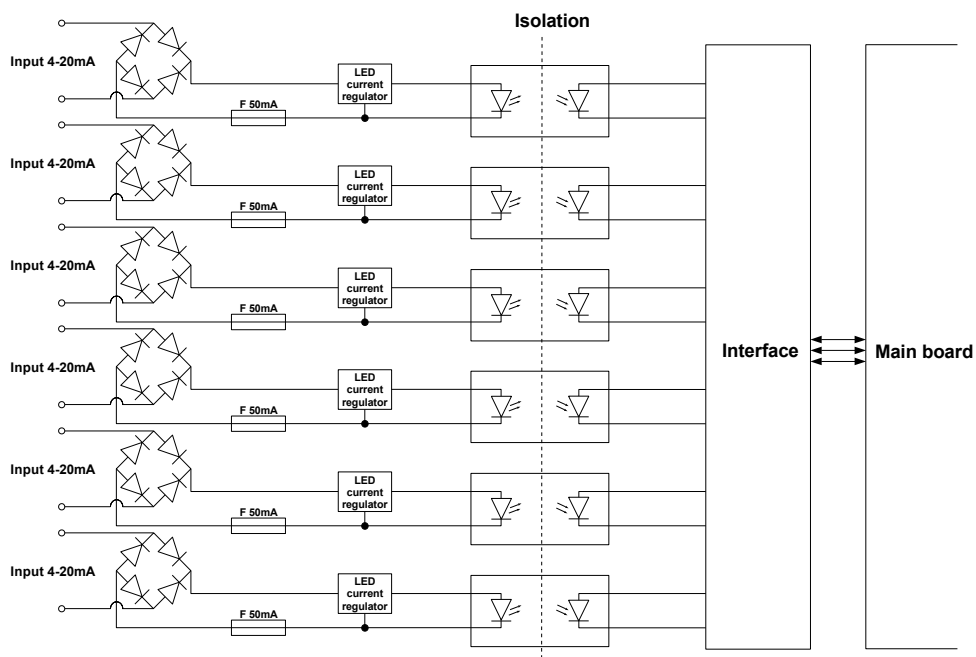 Isolation
Input 4-20mA
LED
current
regulator
F 50mA
Input 4-20mA
LED
current
regulator
F 50mA
Input 4-20mA
LED
current
regulator
F 50mA
Interface
Main board
Input 4-20mA
LED
current
regulator
F 50mA
Input 4-20mA
LED
current
regulator
F 50mA
Input 4-20mA
LED
current
regulator
F 50mA